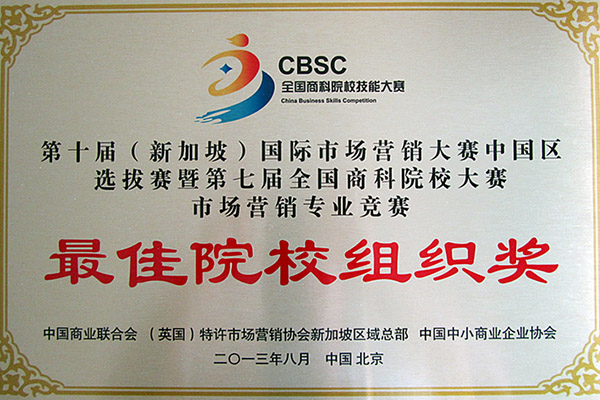 CBSC
全国商科院校技能大赛
China Business Skills Competition
第十届（新加坡）国际市场营销大赛中国区
选拔赛暨第七届全国商科院校大赛
市场营销专业竞赛
最佳院校组织奖
中国商业联合会 （英国）特许市场营销协会新加坡区域总部 中国中小商业企业协会
二〇一三年八月 中国 北京